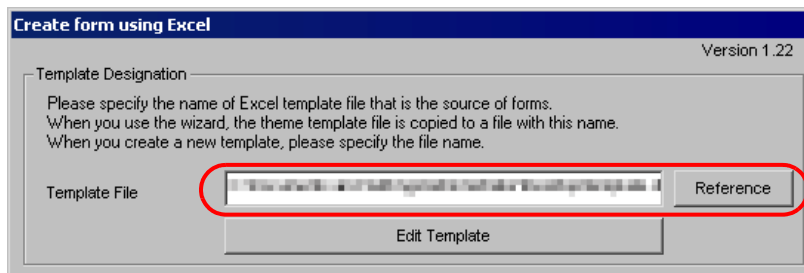 Create form using Excel
Version 1.22
Template Designation
Please specify the name of Excel template file that is the source of forms.
When you use the wizard, the theme template file is copied to a file with this name.
When you create a new template, please specify the file name.
Template File
Reference
Edit Template